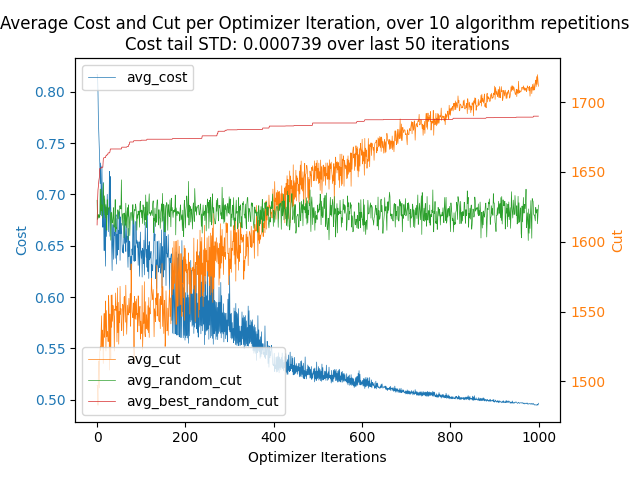 Average Cost and Cut per Optimizer Iteration, over 10 algorithm repetitions
Cost tail STD: 0.000739 over last 50 iterations
avg_cost
0.80
0.75
0.70
0.65
0.60
0.55
0.50
Cost
1700
1650
1600
1550
1500
Cut
avg_cut
avg_random_cut
avg_best_random_cut
0 200 400 600 800 1000
Optimizer Iterations